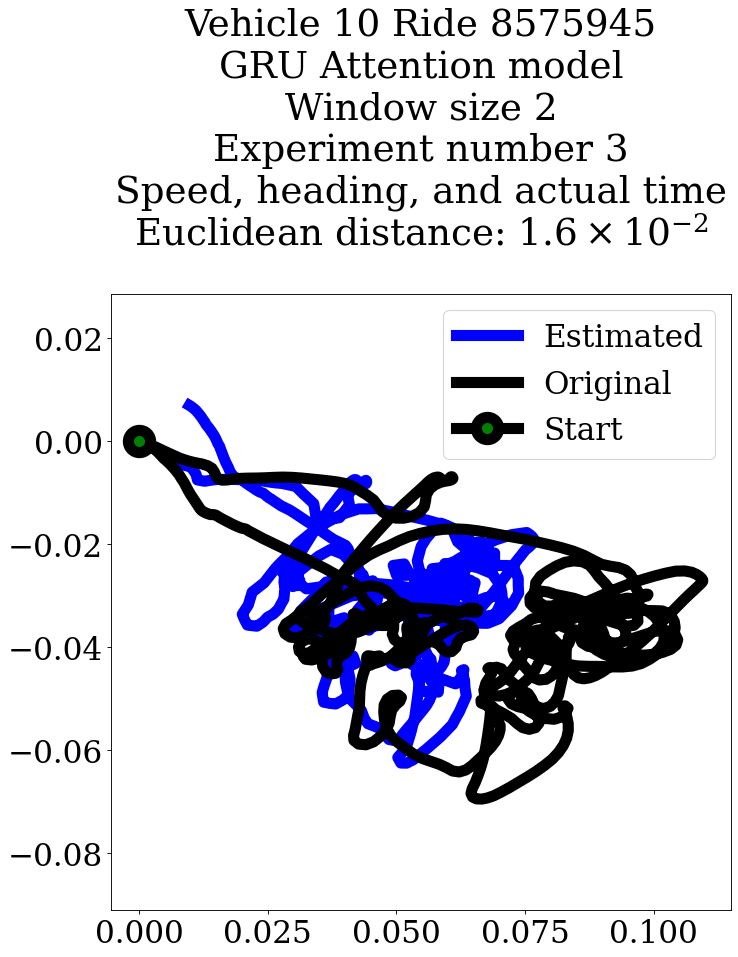 Vehicle 10 Ride 8575945
GRU Attention model
Window size 2
Experiment number 3
Speed, heading, and actual time
Euclidean distance: 1.6 × 10⁻²
Estimated
Original
Start
0.02
0.00
−0.02
−0.04
−0.06
−0.08
0.000 0.025 0.050 0.075 0.100